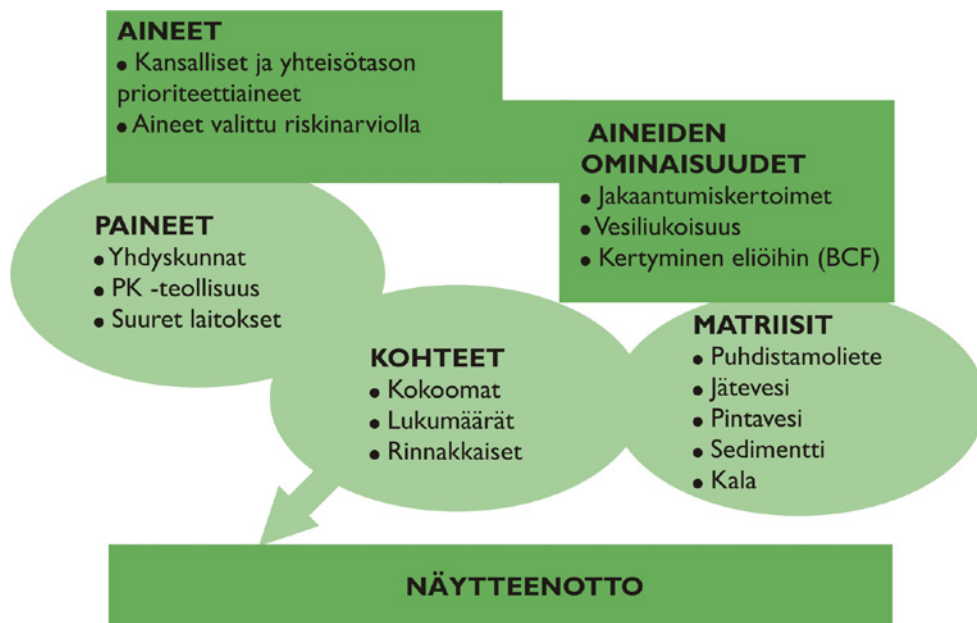 AINEET
• Kansalliset ja yhteisötason
prioriteettiaineet
• Aineet valittu riskinarviolla
AINEIDEN
OMINAISUUDET
• Jakaantumiskertoimet
• Vesiliukoisuus
• Kertyminen eliöihin (BCF)
PAINEET
• Yhdyskunnat
• PK -teollisuus
• Suuret laitokset
KOHTEET
• Kokoomat
• Lukumäärät
• Rinnakkaiset
MATRIISIT
• Puhdistamoliete
• Jätevesi
• Pintavesi
• Sedimentti
• Kala
NÄYTTEENOTTO